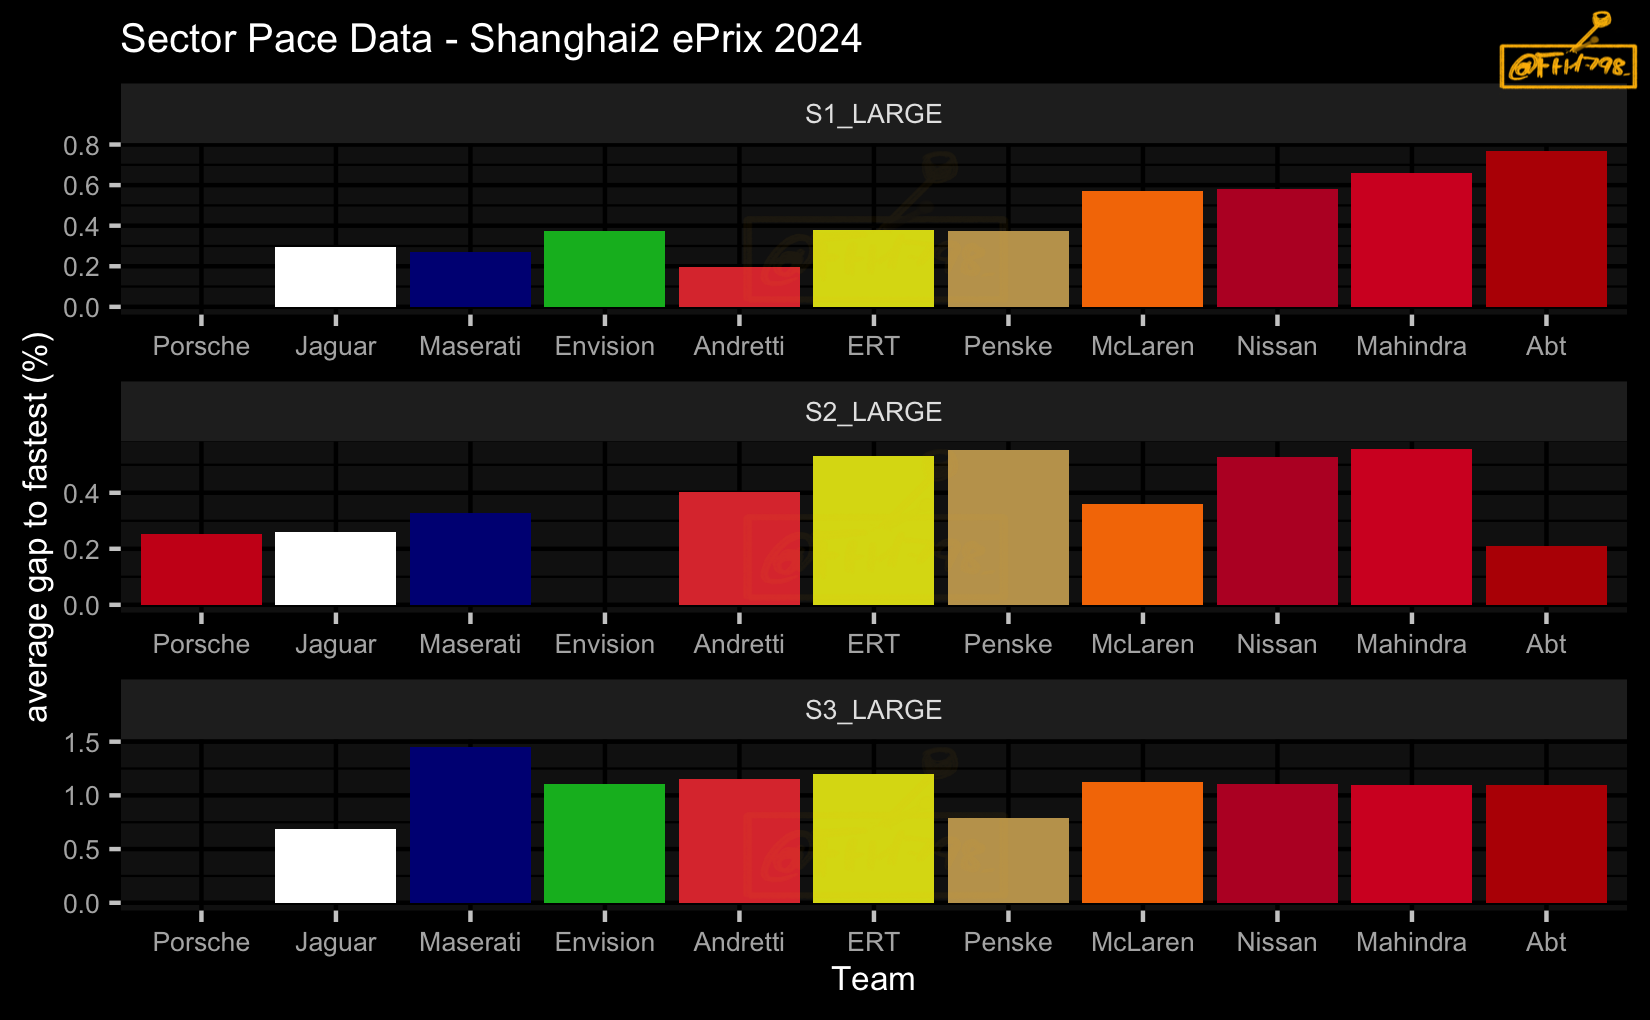 Sector Pace Data - Shanghai2 ePrix 2024
@FFH798
S1_LARGE
0.8
0.6
0.4
0.2
0.0
Porsche Jaguar Maserati Envision Andretti ERT Penske McLaren Nissan Mahindra Abt
S2_LARGE
0.4
0.2
0.0
Porsche Jaguar Maserati Envision Andretti ERT Penske McLaren Nissan Mahindra Abt
S3_LARGE
1.5
1.0
0.5
0.0
Porsche Jaguar Maserati Envision Andretti ERT Penske McLaren Nissan Mahindra Abt
average gap to fastest (%)
Team